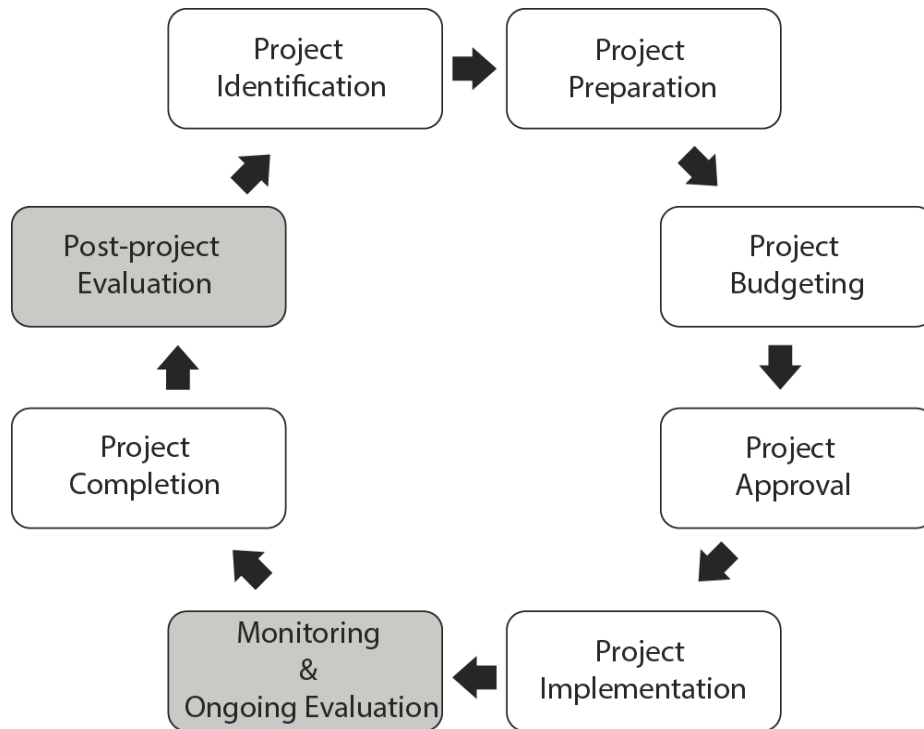 Project
Identification
Project
Preparation
Project
Budgeting
Project
Approval
Project
Implementation
Monitoring
&
Ongoing Evaluation
Project
Completion
Post-project
Evaluation